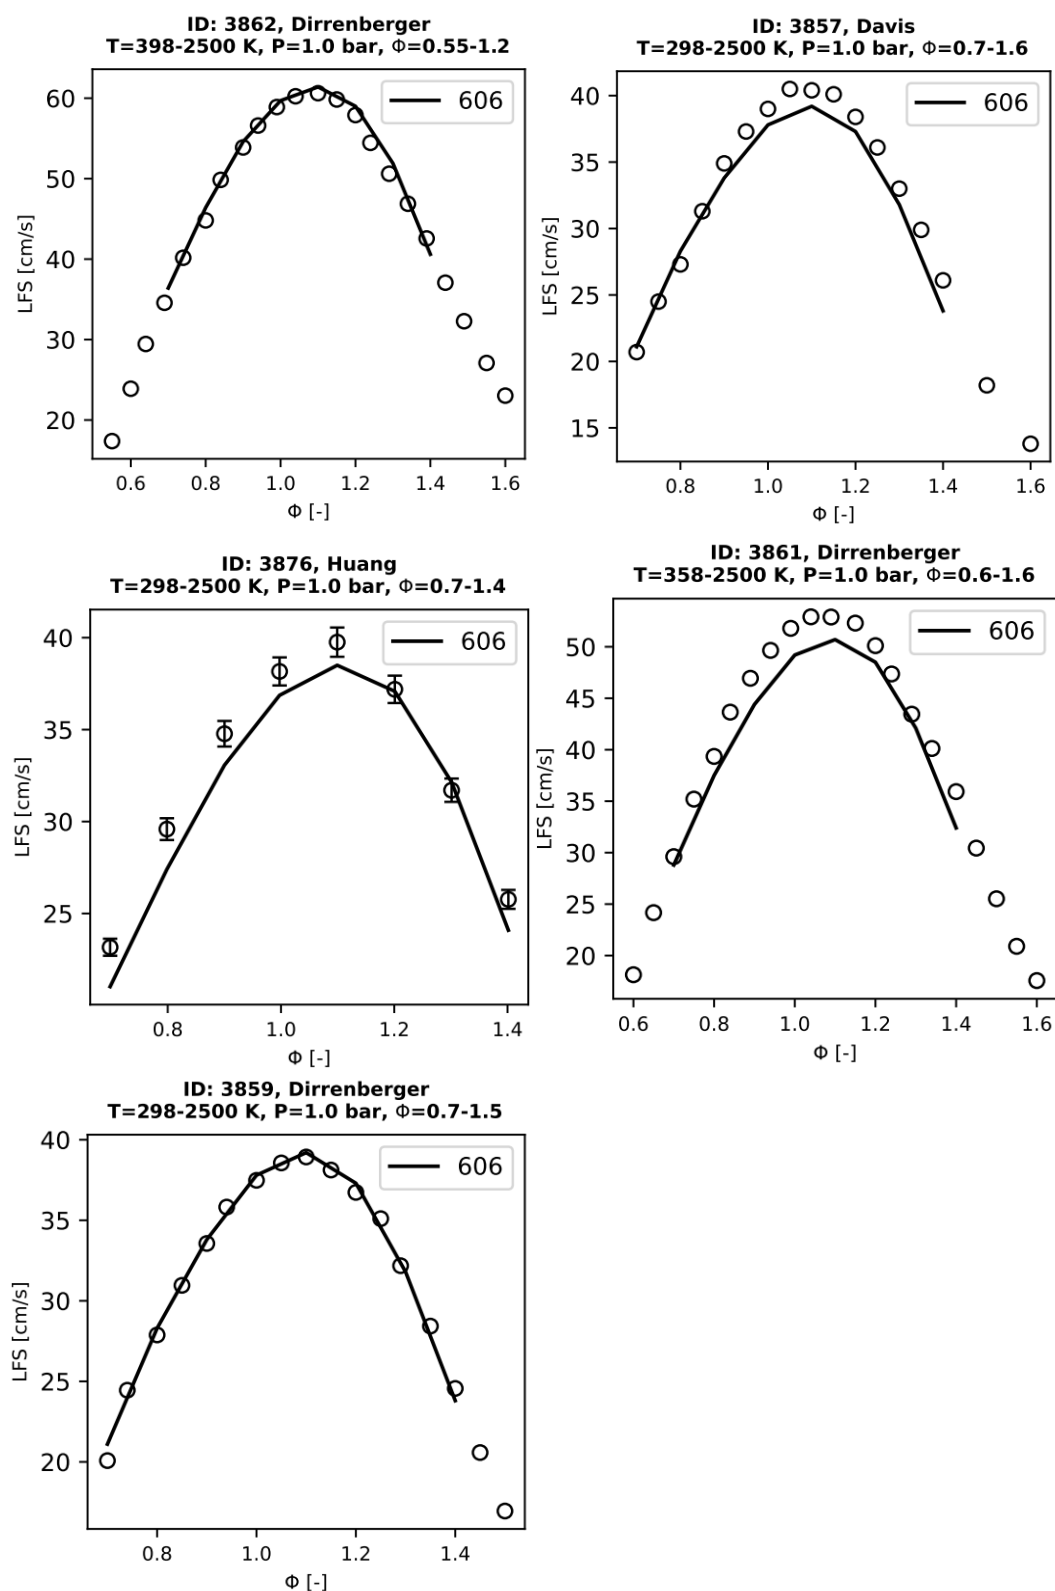 ID: 3862, Dirrenberger
T=398-2500 K, P=1.0 bar, Φ=0.55-1.2
606
60
50
40
30
20
LFS [cm/s]
0.6 0.8 1.0 1.2 1.4 1.6
Φ [-]
ID: 3857, Davis
T=298-2500 K, P=1.0 bar, Φ=0.7-1.6
606
40
35
30
25
20
15
LFS [cm/s]
0.8 1.0 1.2 1.4 1.6
Φ [-]
ID: 3876, Huang
T=298-2500 K, P=1.0 bar, Φ=0.7-1.4
606
40
35
30
25
LFS [cm/s]
0.8 1.0 1.2 1.4
Φ [-]
ID: 3861, Dirrenberger
T=358-2500 K, P=1.0 bar, Φ=0.6-1.6
606
50
45
40
35
30
25
20
LFS [cm/s]
0.6 0.8 1.0 1.2 1.4 1.6
Φ [-]
ID: 3859, Dirrenberger
T=298-2500 K, P=1.0 bar, Φ=0.7-1.5
606
40
35
30
25
20
LFS [cm/s]
0.8 1.0 1.2 1.4
Φ [-]